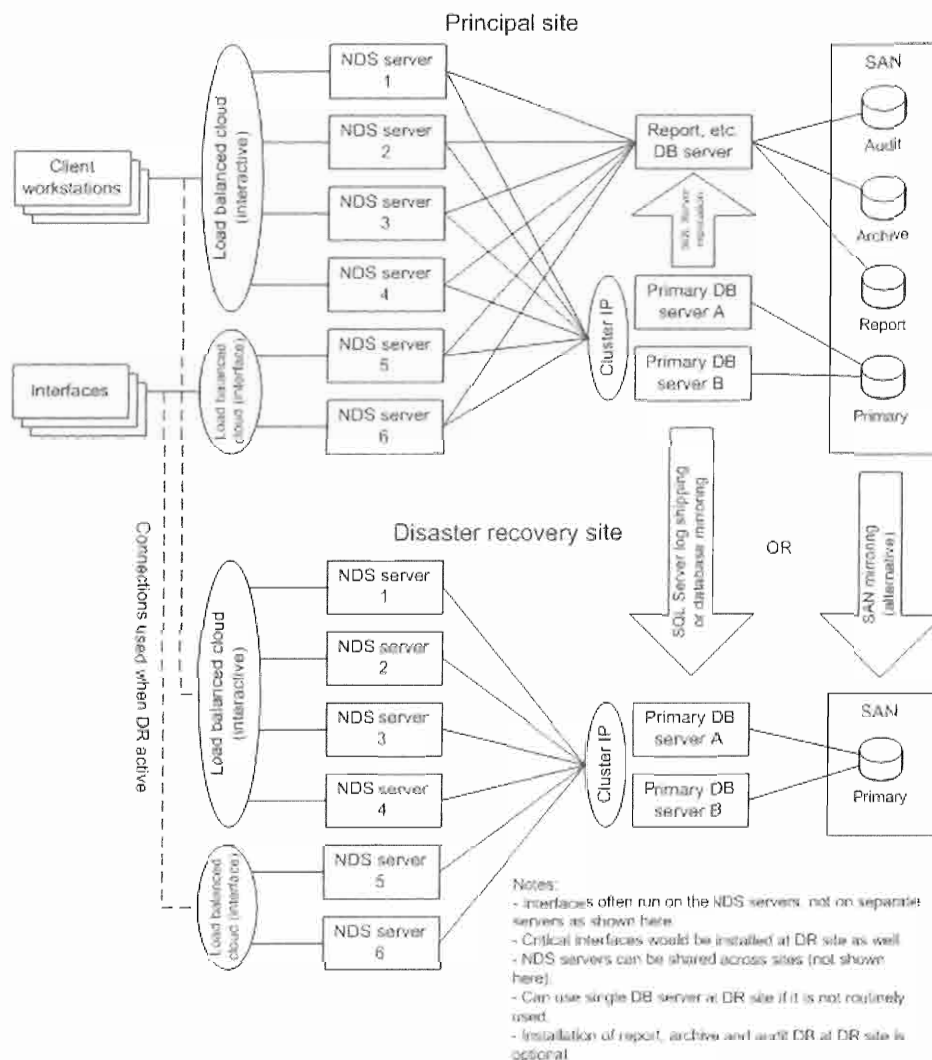 Principal site
Client
workstations
Interfaces
Load balanced cloud
(interactive)
Load balanced
cloud (interface)
NDS server
1
NDS server
2
NDS server
3
NDS server
4
NDS server
5
NDS server
6
Report, etc.
DB server
SQL Server
replication
Cluster IP
Primary DB
server A
Primary DB
server B
SAN
Audit
Archive
Report
Primary
Connections used when DR active
SQL Server log shipping
or database mirroring
OR
SAN mirroring
(alternative)
Disaster recovery site
Load balanced cloud
(interactive)
Load balanced
cloud (interface)
NDS server
1
NDS server
2
NDS server
3
NDS server
4
NDS server
5
NDS server
6
Cluster IP
Primary DB
server A
Primary DB
server B
SAN
Primary
Notes:
- Interfaces often run on the NDS servers, not on separate
servers as shown here.
- Critical interfaces would be installed at DR site as well
- NDS servers can be shared across sites (not shown
here).
- Can use single DB server at DR site if it is not routinely
used.
- Installation of report, archive and audit DB at DR site is
optional